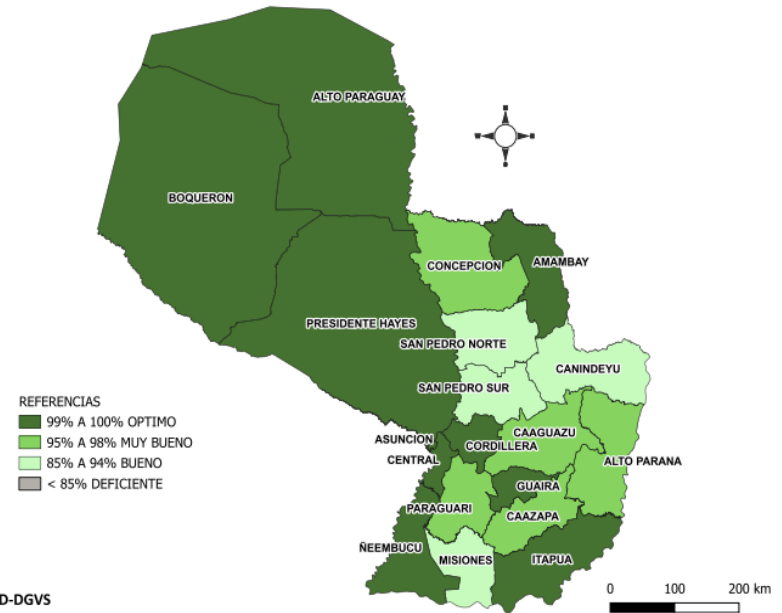 ALTO PARAGUAY
BOQUERON
CONCEPCION
AMAMBAY
PRESIDENTE HAYES
SAN PEDRO NORTE
CANINDEYU
SAN PEDRO SUR
REFERENCIAS
99% A 100% OPTIMO
95% A 98% MUY BUENO
85% A 94% BUENO
< 85% DEFICIENTE
ASUNCION
CAAGUAZU
CORDILLERA
CENTRAL
ALTO PARANA
GUAIRA
PARAGUARI
CAAZAPA
ÑEEMBUCU
MISIONES
ITAPUA
D-DGVS
0 100 200 km